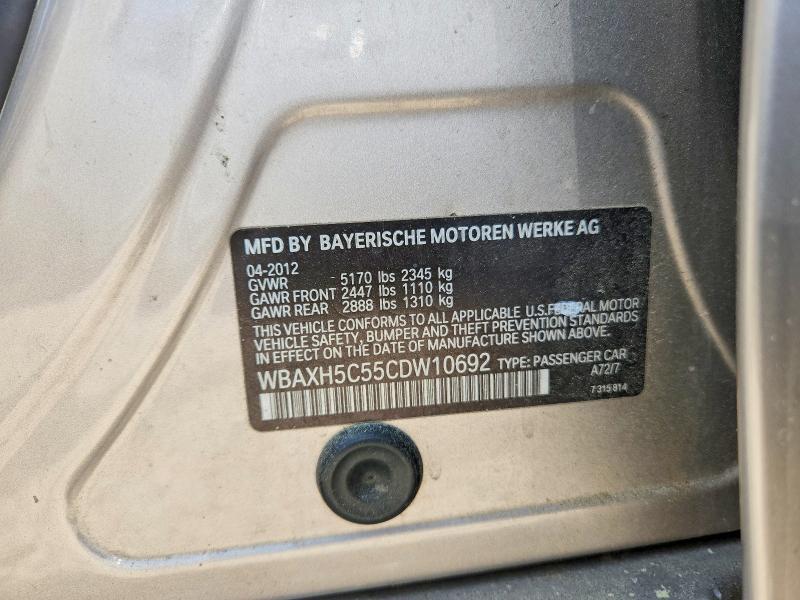 MFD BY BAYERISCHE MOTOREN WERKE AG
04-2012
GVWR 5170 lbs 2345 kg
GAWR FRONT 2447 lbs 1110 kg
GAWR REAR 2888 lbs 1310 kg
THIS VEHICLE CONFORMS TO ALL APPLICABLE U.S.FEDERAL MOTOR
VEHICLE SAFETY, BUMPER AND THEFT PREVENTION STANDARDS
IN EFFECT ON THE DATE OF MANUFACTURE SHOWN ABOVE.
WBAXH5C55CDW10692 TYPE: PASSENGER CAR
A72/7
7 315 814